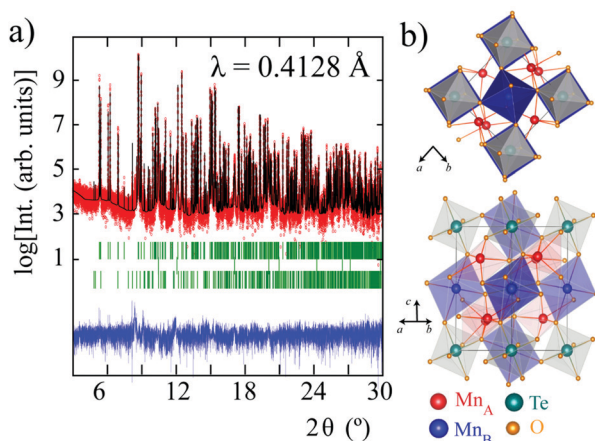 a)
λ = 0.4128 Å
log[Int. (arb. units)]
9
7
5
3
1
6 12 18 24 30
2θ (º)
b)
a b
c
a b
Mn_A Te
Mn_B O